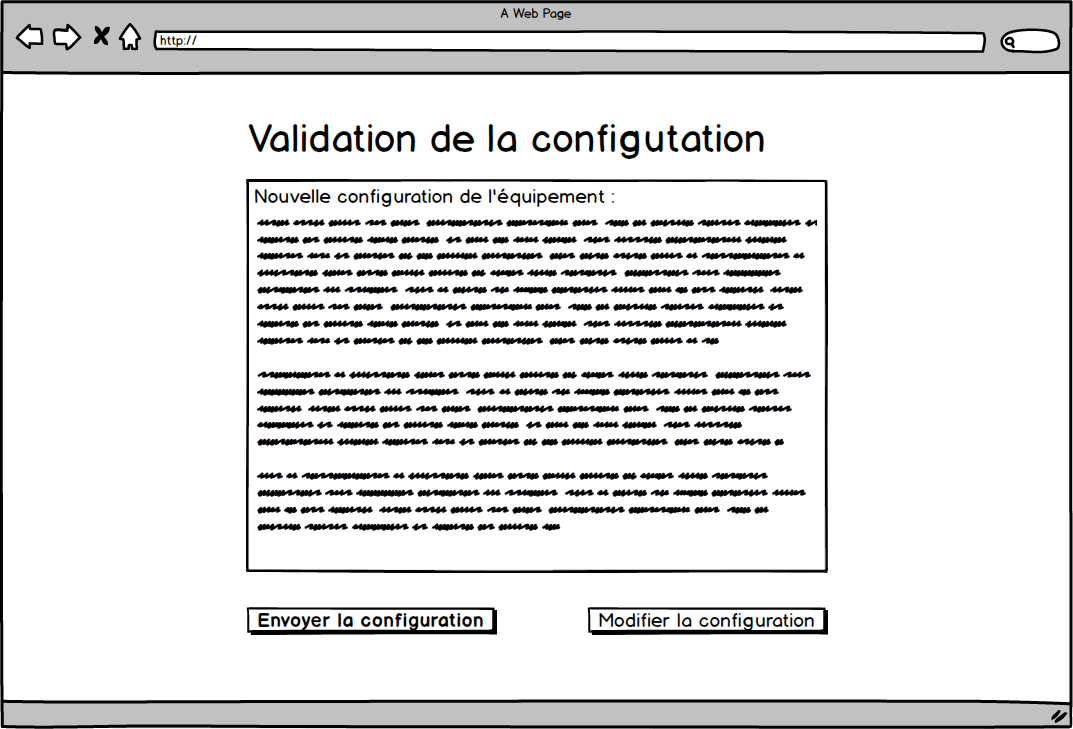 A Web Page
http://
Validation de la configutation
Nouvelle configuration de l'équipement :
Envoyer la configuration
Modifier la configuration